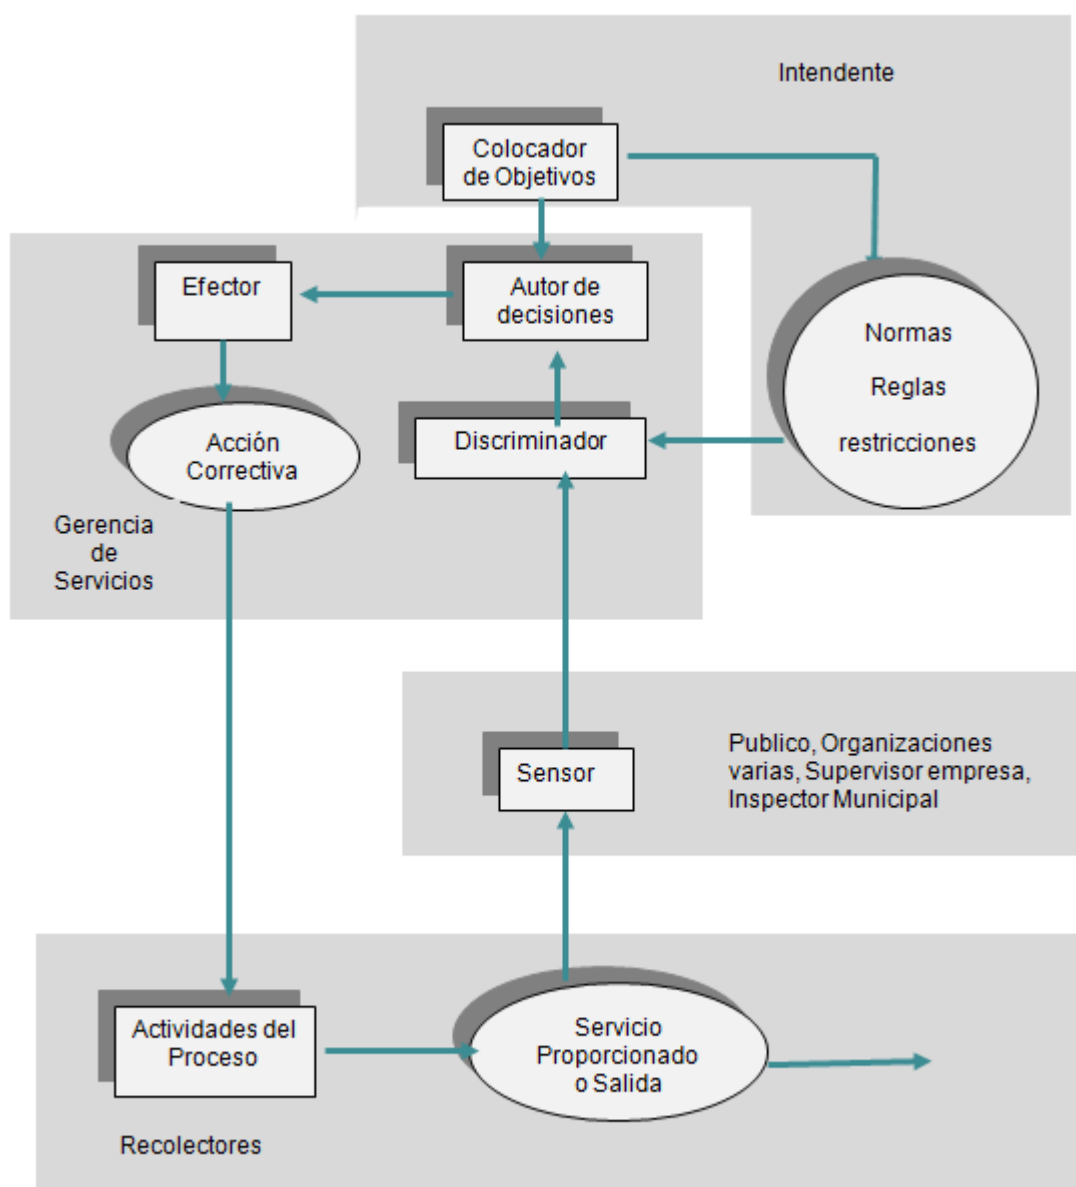 Intendente
Colocador
de Objetivos
Efector
Autor de
decisiones
Normas
Reglas
restricciones
Discriminador
Acción
Correctiva
Gerencia
de
Servicios
Sensor
Publico, Organizaciones
varias, Supervisor empresa,
Inspector Municipal
Actividades del
Proceso
Servicio
Proporcionado
o Salida
Recolectores